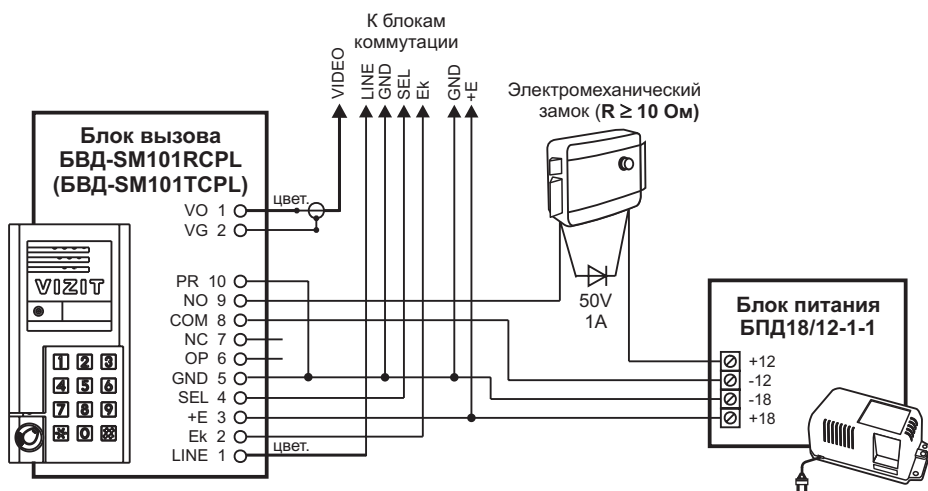 К блокам
коммутации
VIDEO
LINE
GND
SEL
Ek
GND
+E
Электромеханический
замок (R ≥ 10 Ом)
Блок вызова
БВД-SM101RCPL
(БВД-SM101TCPL)
цвет.
VO 1
VG 2
PR 10
NO 9
COM 8
NC 7
OP 6
GND 5
SEL 4
+E 3
Ek 2
LINE 1
цвет.
VIZIT
1 2 3
4 5 6
7 8 9
0
50V
1A
Блок питания
БПД18/12-1-1
+12
-12
-18
+18